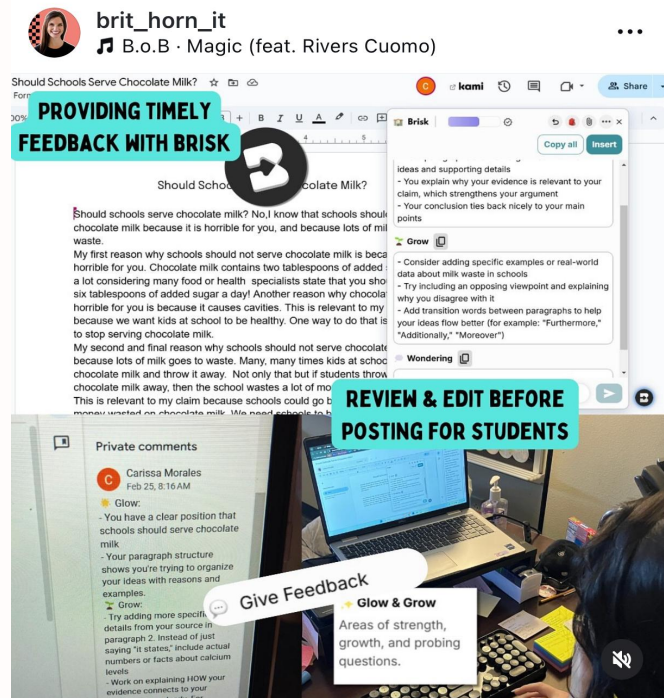 brit_horn_it
B.o.B · Magic (feat. Rivers Cuomo)
Should Schools Serve Chocolate Milk?
kami
Share
PROVIDING TIMELY
FEEDBACK WITH BRISK
B I U A
Brisk
Copy all
Insert
ideas and supporting details
- You explain why your evidence is relevant to your
claim, which strengthens your argument
- Your conclusion ties back nicely to your main
points
Grow
- Consider adding specific examples or real-world
data about milk waste in schools
- Try including an opposing viewpoint and explaining
why you disagree with it
- Add transition words between paragraphs to help
your ideas flow better (for example: "Furthermore,"
"Additionally," "Moreover")
Wondering
Should Schoo colate Milk?
Should schools serve chocolate milk? No,I know that schools shoul
chocolate milk because it is horrible for you, and because lots of mil
waste.
My first reason why schools should not serve chocolate milk is beca
horrible for you. Chocolate milk contains two tablespoons of added
a lot considering many food or health specialists state that you shou
six tablespoons of added sugar a day! Another reason why chocola
horrible for you is because it causes cavities. This is relevant to my
because we want kids at school to be healthy. One way to do that is
to stop serving chocolate milk.
My second and final reason why schools should not serve chocolate
because lots of milk goes to waste. Many, many times kids at schoo
chocolate milk and throw it away. Not only that but if students throw
chocolate milk away, then the school wastes a lot of mo
This is relevant to my claim because schools could go b
money wasted on chocolate milk. We need schools to h
REVIEW & EDIT BEFORE
POSTING FOR STUDENTS
Private comments
C
Carissa Morales
Feb 25, 8:16 AM
Glow:
- You have a clear position that
schools should serve chocolate
milk
- Your paragraph structure
shows you're trying to organize
your ideas with reasons and
examples.
Grow:
- Try adding more specifi
details from your source in
paragraph 2. Instead of just
saying "it states," include actual
numbers or facts about calcium
levels
- Work on explaining HOW your
evidence connects to your
Give Feedback
Glow & Grow
Areas of strength,
growth, and probing
questions.